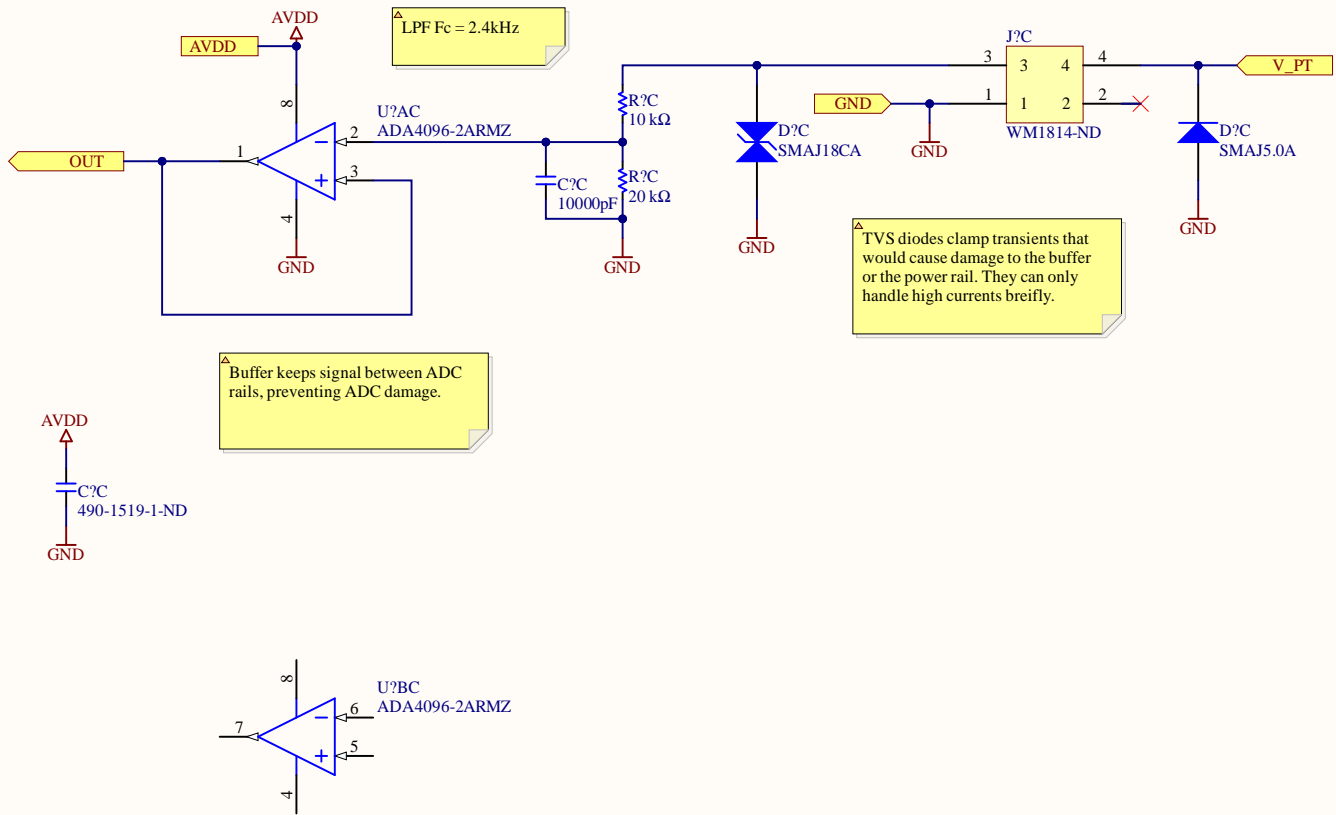 AVDD
AVDD
LPF Fc = 2.4kHz
8
U?AC
ADA4096-2ARMZ
2
3
1
4
OUT
GND
R?C
10 kΩ
R?C
20 kΩ
C?C
10000pF
GND
D?C
SMAJ18CA
GND
J?C
3
3
4
4
1
1
2
2
WM1814-ND
GND
GND
V_PT
D?C
SMAJ5.0A
GND
TVS diodes clamp transients that
would cause damage to the buffer
or the power rail. They can only
handle high currents breifly.
Buffer keeps signal between ADC
rails, preventing ADC damage.
AVDD
C?C
490-1519-1-ND
GND
8
U?BC
ADA4096-2ARMZ
6
5
7
4